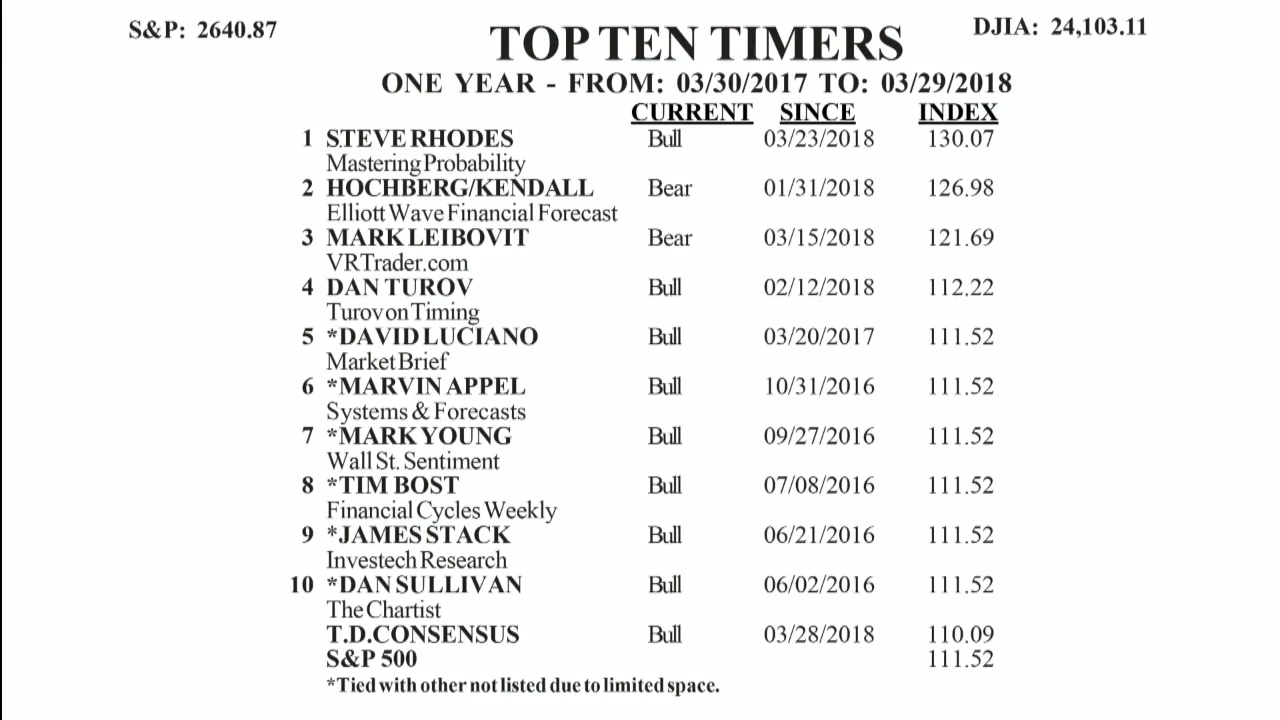 S&P: 2640.87
DJIA: 24,103.11
TOP TEN TIMERS
ONE YEAR - FROM: 03/30/2017 TO: 03/29/2018
CURRENT SINCE INDEX
1 STEVE RHODES Bull 03/23/2018 130.07
Mastering Probability
2 HOCHBERG/KENDALL Bear 01/31/2018 126.98
Elliott Wave Financial Forecast
3 MARK LEIBOVIT Bear 03/15/2018 121.69
VRTrader.com
4 DAN TUROV Bull 02/12/2018 112.22
Turov on Timing
5 *DAVID LUCIANO Bull 03/20/2017 111.52
Market Brief
6 *MARVIN APPEL Bull 10/31/2016 111.52
Systems & Forecasts
7 *MARK YOUNG Bull 09/27/2016 111.52
Wall St. Sentiment
8 *TIM BOST Bull 07/08/2016 111.52
Financial Cycles Weekly
9 *JAMES STACK Bull 06/21/2016 111.52
Investech Research
10 *DAN SULLIVAN Bull 06/02/2016 111.52
The Chartist
T.D.CONSENSUS Bull 03/28/2018 110.09
S&P 500 111.52
*Tied with other not listed due to limited space.